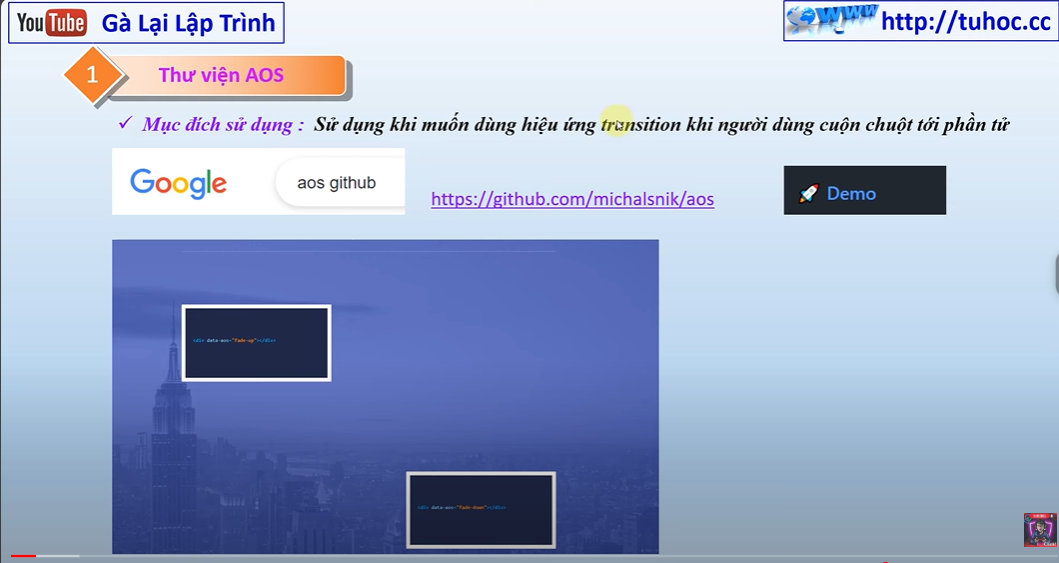 YouTube Gà Lại Lập Trình
WWW http://tuhoc.cc
1 Thư viện AOS
✓ Mục đích sử dụng : Sử dụng khi muốn dùng hiệu ứng transition khi người dùng cuộn chuột tới phần tử
Google aos github
https://github.com/michalsnik/aos
Demo
<div data-aos="fade-up"></div>
<div data-aos="fade-down"></div>